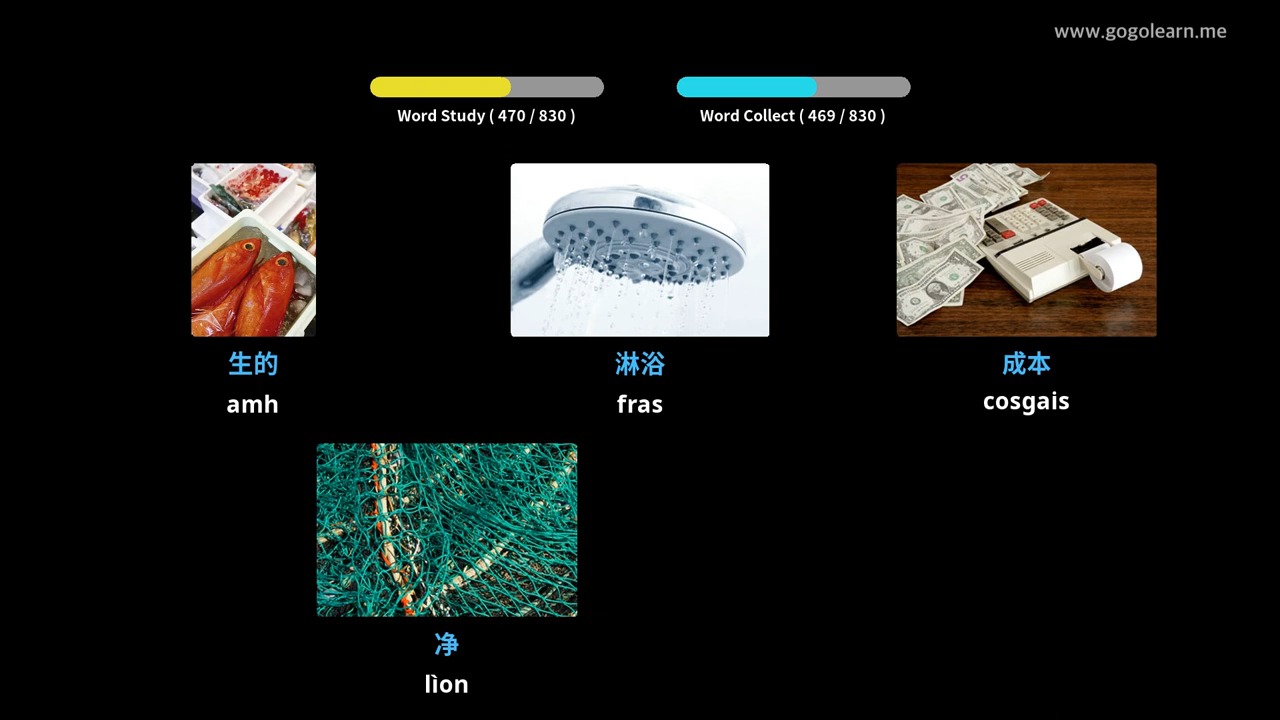 www.gogolearn.me
Word Study ( 470 / 830 )
Word Collect ( 469 / 830 )
生的
amh
淋浴
fras
成本
cosgais
净
lìon